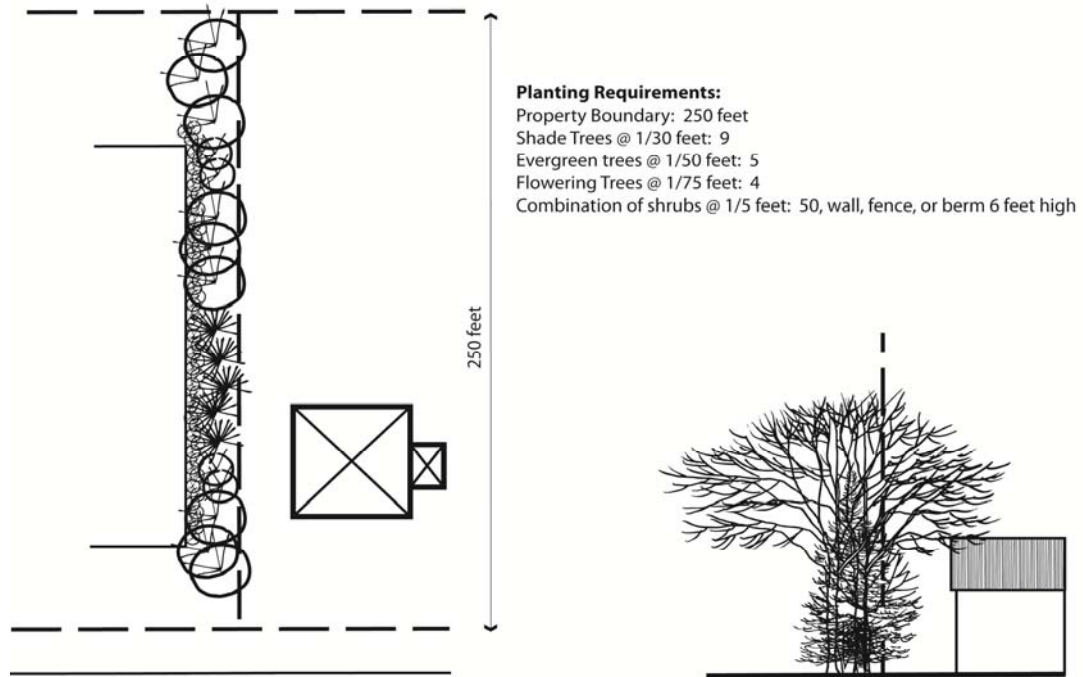 Planting Requirements:
Property Boundary: 250 feet
Shade Trees @ 1/30 feet: 9
Evergreen trees @ 1/50 feet: 5
Flowering Trees @ 1/75 feet: 4
Combination of shrubs @ 1/5 feet: 50, wall, fence, or berm 6 feet high
250 feet